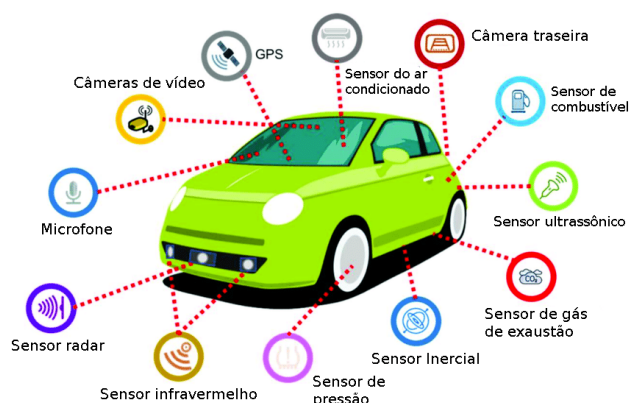 GPS
Câmera traseira
Câmeras de vídeo
Sensor do ar
condicionado
Sensor de
combustível
Microfone
Sensor ultrassônico
CO₂
Sensor de gás
de exaustão
Sensor radar
Sensor Inercial
Sensor infravermelho
Sensor de
pressão